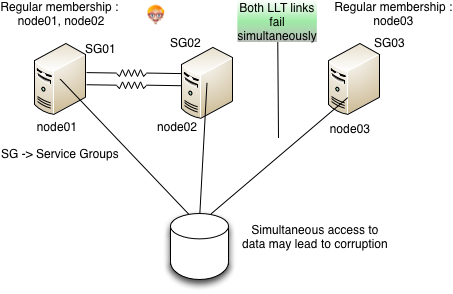 Regular membership :
node01, node02
Both LLT links
fail
simultaneously
Regular membership :
node03
SG01
SG02
SG03
node01
node02
node03
SG -> Service Groups
Simultaneous access to
data may lead to corruption